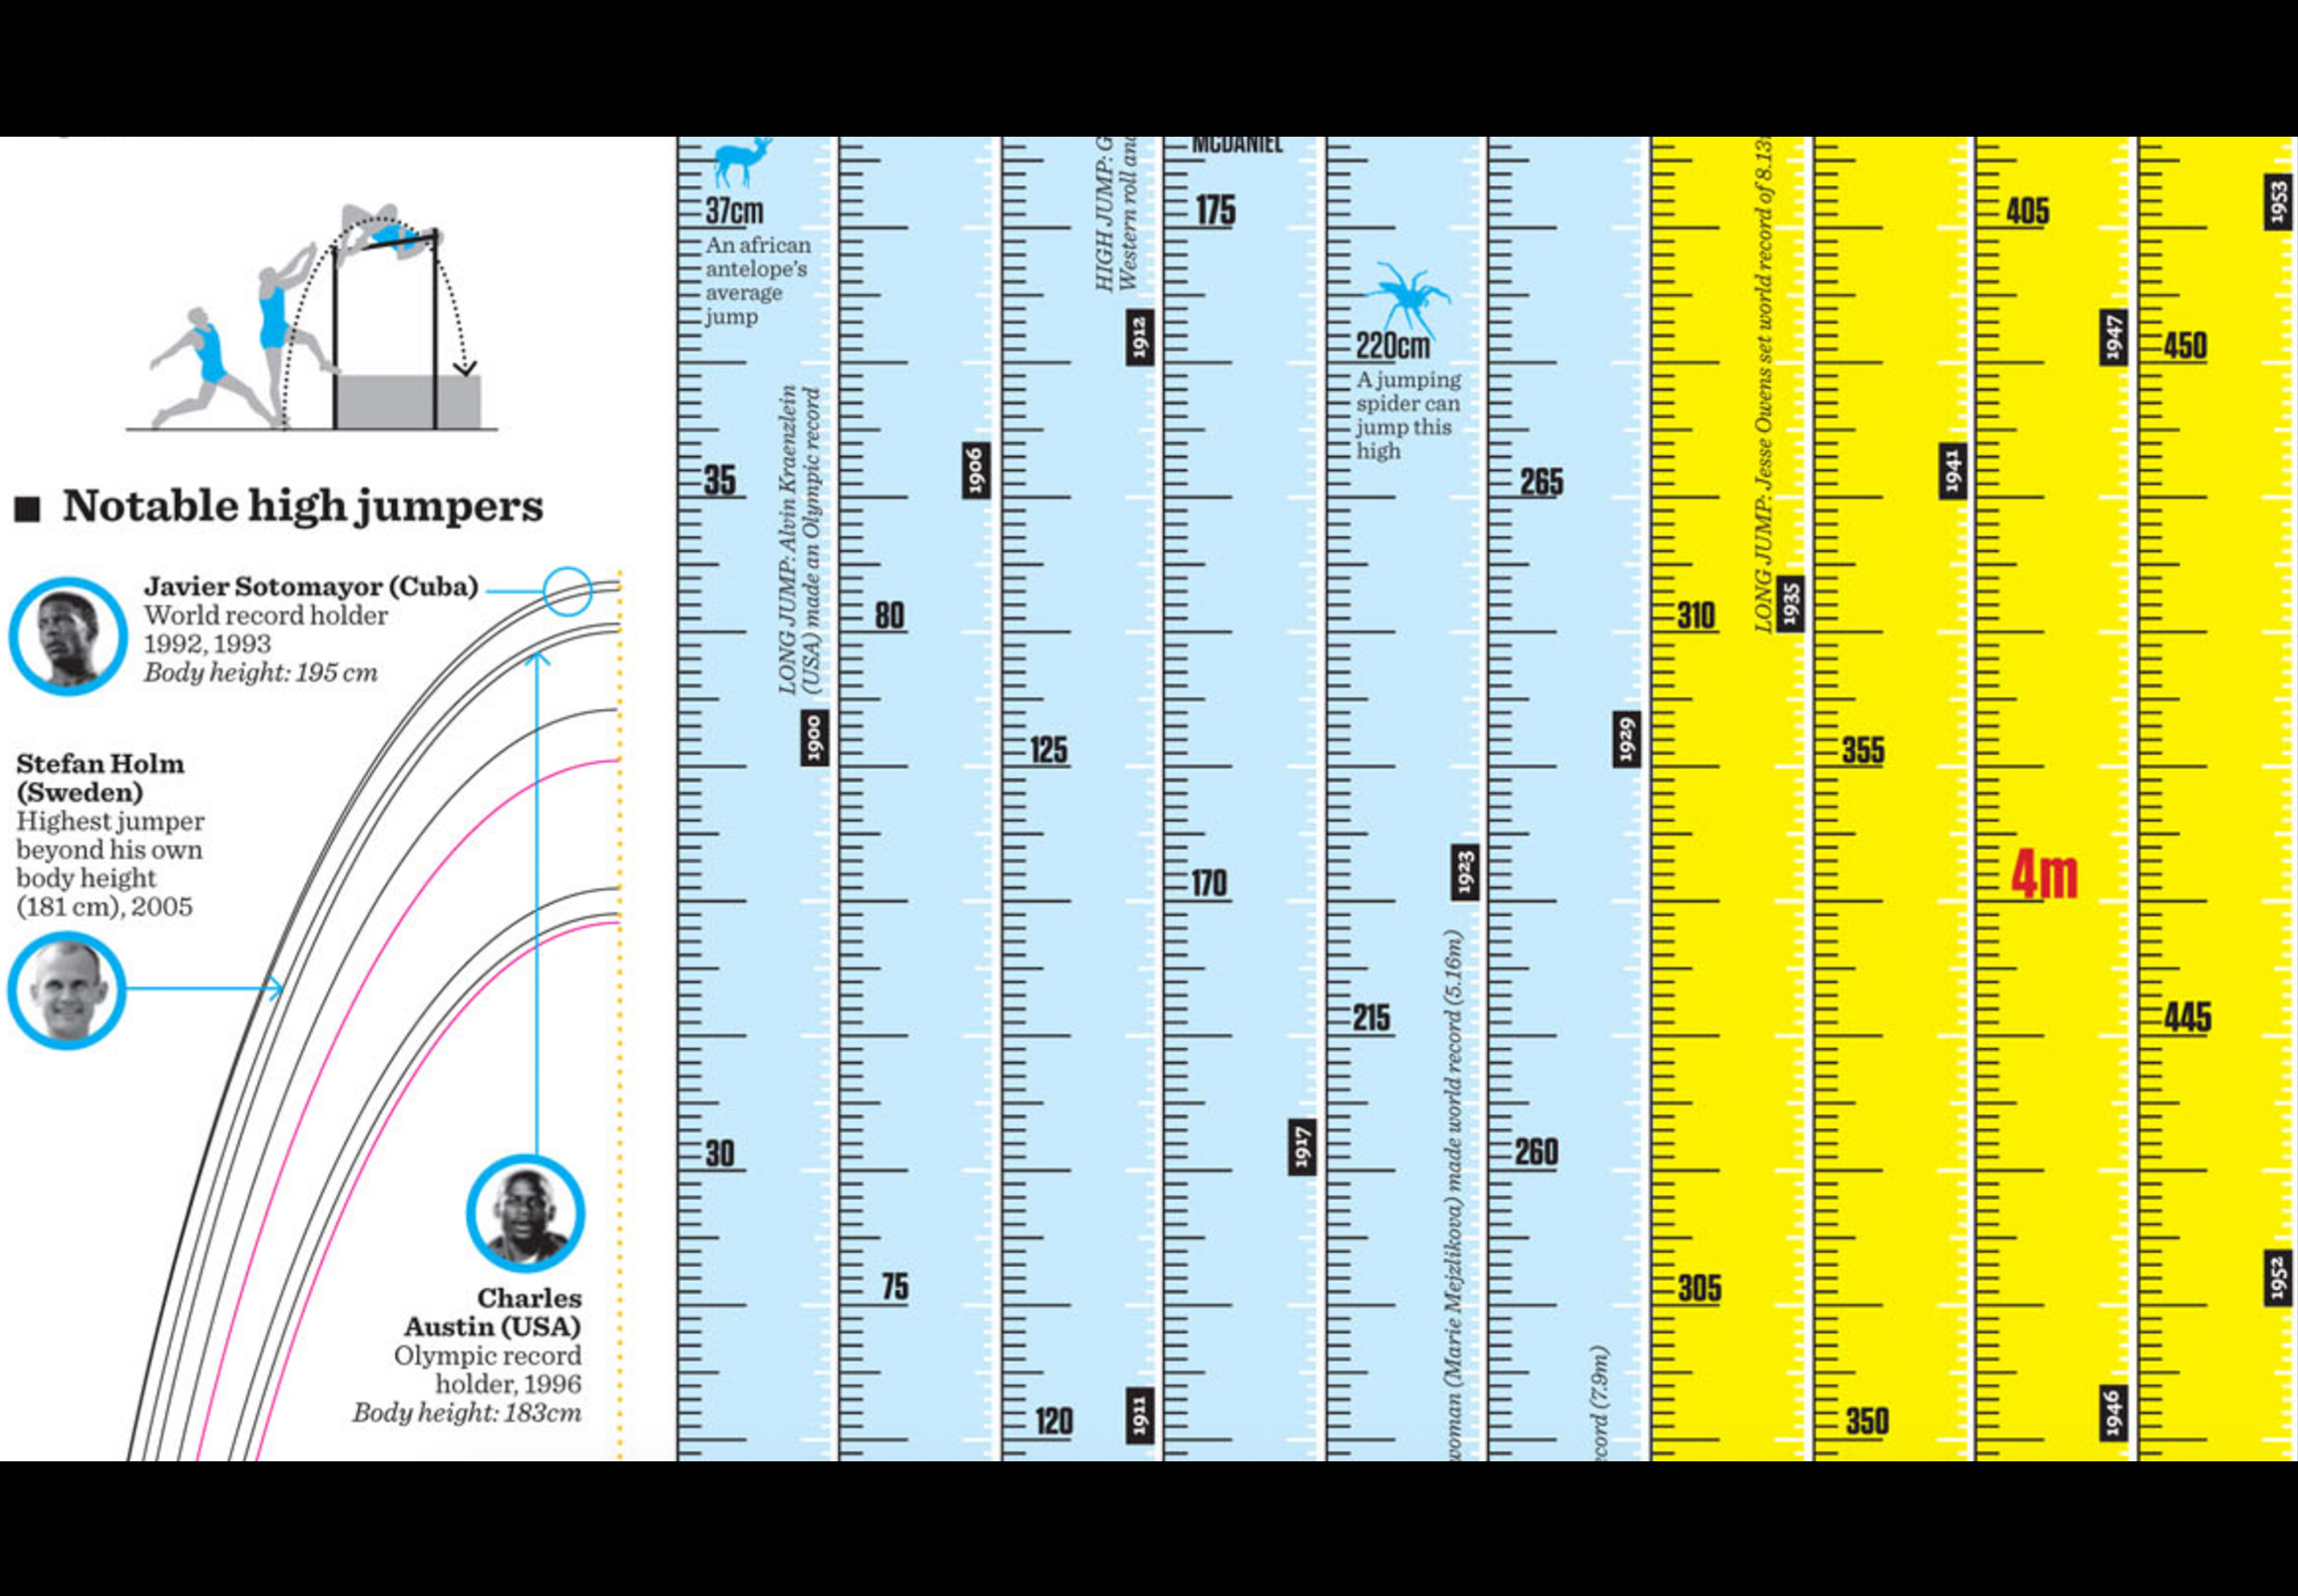 ■ Notable high jumpers
Javier Sotomayor (Cuba)
World record holder
1992, 1993
Body height: 195 cm
Stefan Holm
(Sweden)
Highest jumper
beyond his own
body height
(181 cm), 2005
Charles
Austin (USA)
Olympic record
holder, 1996
Body height: 183cm
37cm
An african
antelope's
average
jump
35
30
LONG JUMP: Alvin Kraenzlein
(USA) made an Olympic record
1900
80
75
1906
125
120
HIGH JUMP: G
Western roll and
1912
1911
MCDANIEL
175
170
1917
220cm
A jumping
spider can
jump this
high
215
1923
woman (Marie Mejzlikova) made world record (5.16m)
265
260
1929
ecord (7.9m)
310
305
LONG JUMP: Jesse Owens set world record of 8.13
1935
355
350
1941
405
4m
1947
1946
450
445
1953
1952